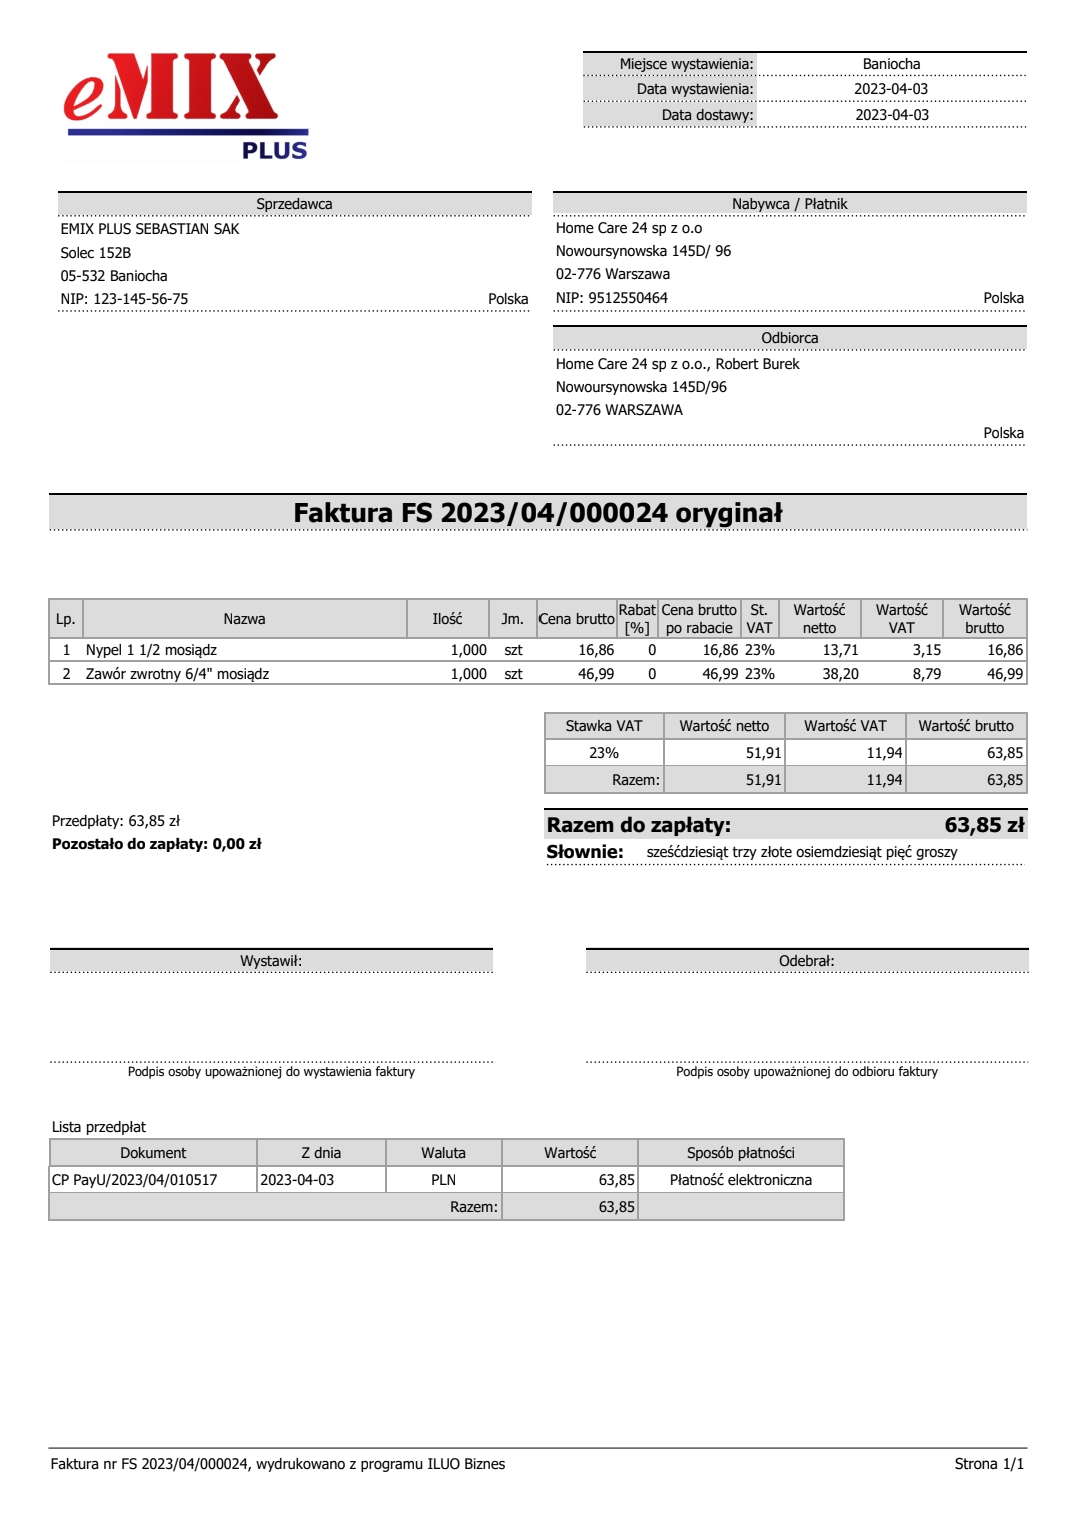 eMIX
PLUS
Miejsce wystawienia: Baniocha
Data wystawienia: 2023-04-03
Data dostawy: 2023-04-03
Sprzedawca
EMIX PLUS SEBASTIAN SAK
Solec 152B
05-532 Baniocha
NIP: 123-145-56-75 Polska
Nabywca / Płatnik
Home Care 24 sp z o.o
Nowoursynowska 145D/ 96
02-776 Warszawa
NIP: 9512550464 Polska
Odbiorca
Home Care 24 sp z o.o., Robert Burek
Nowoursynowska 145D/96
02-776 WARSZAWA
Polska
Faktura FS 2023/04/000024 oryginał
Lp. Nazwa Ilość Jm. Cena brutto Rabat [%] Cena brutto po rabacie St. VAT Wartość netto Wartość VAT Wartość brutto
1 Nypel 1 1/2 mosiądz 1,000 szt 16,86 0 16,86 23% 13,71 3,15 16,86
2 Zawór zwrotny 6/4" mosiądz 1,000 szt 46,99 0 46,99 23% 38,20 8,79 46,99
Stawka VAT Wartość netto Wartość VAT Wartość brutto
23% 51,91 11,94 63,85
Razem: 51,91 11,94 63,85
Przedpłaty: 63,85 zł
Pozostało do zapłaty: 0,00 zł
Razem do zapłaty: 63,85 zł
Słownie: sześćdziesiąt trzy złote osiemdziesiąt pięć groszy
Wystawił:
Odebrał:
Podpis osoby upoważnionej do wystawienia faktury
Podpis osoby upoważnionej do odbioru faktury
Lista przedpłat
Dokument Z dnia Waluta Wartość Sposób płatności
CP PayU/2023/04/010517 2023-04-03 PLN 63,85 Płatność elektroniczna
Razem: 63,85
Faktura nr FS 2023/04/000024, wydrukowano z programu ILUO Biznes Strona 1/1